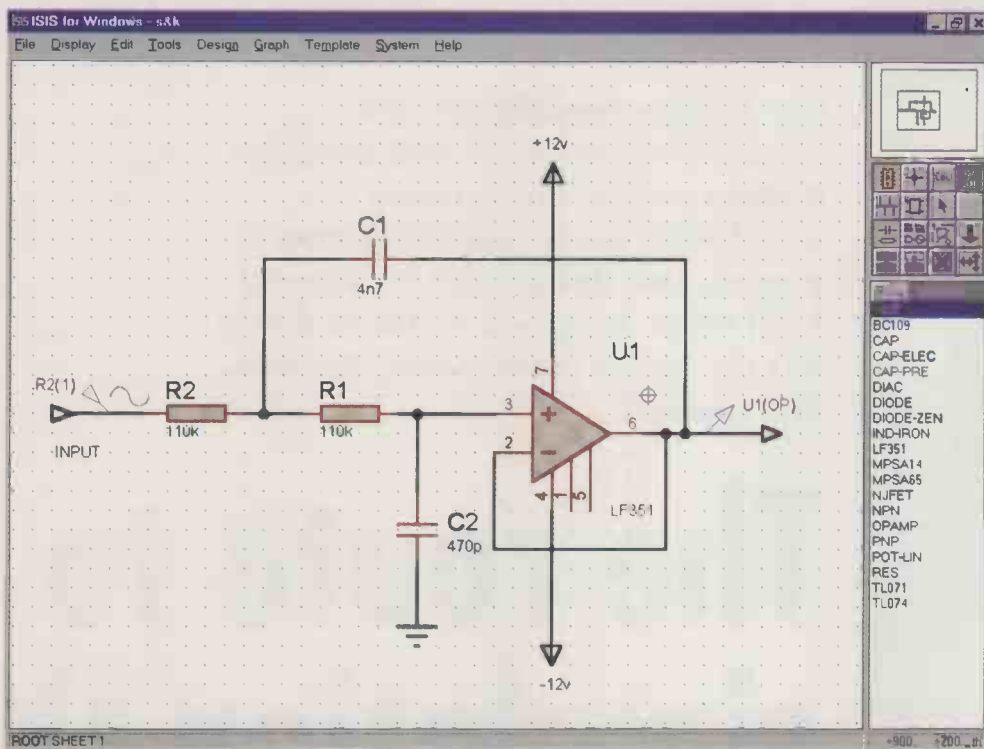 ISIS for Windows - s&k
File Display Edit Tools Design Graph Template System Help
+12v
C1
4n7
U1
7
R2(1)
R2
R1
3
6
U1(OP)
110k
110k
2
INPUT
4
1
5
LF351
C2
470p
-12v
BC109
CAP
CAP-ELEC
CAP-PRE
DIAC
DIODE
DIODE-ZEN
IND-IRON
LF351
MPSA14
MPSA65
NJFET
NPN
OPAMP
PNP
POT-LIN
RES
TL071
TL074
ROOT SHEET 1
+900 +200 th